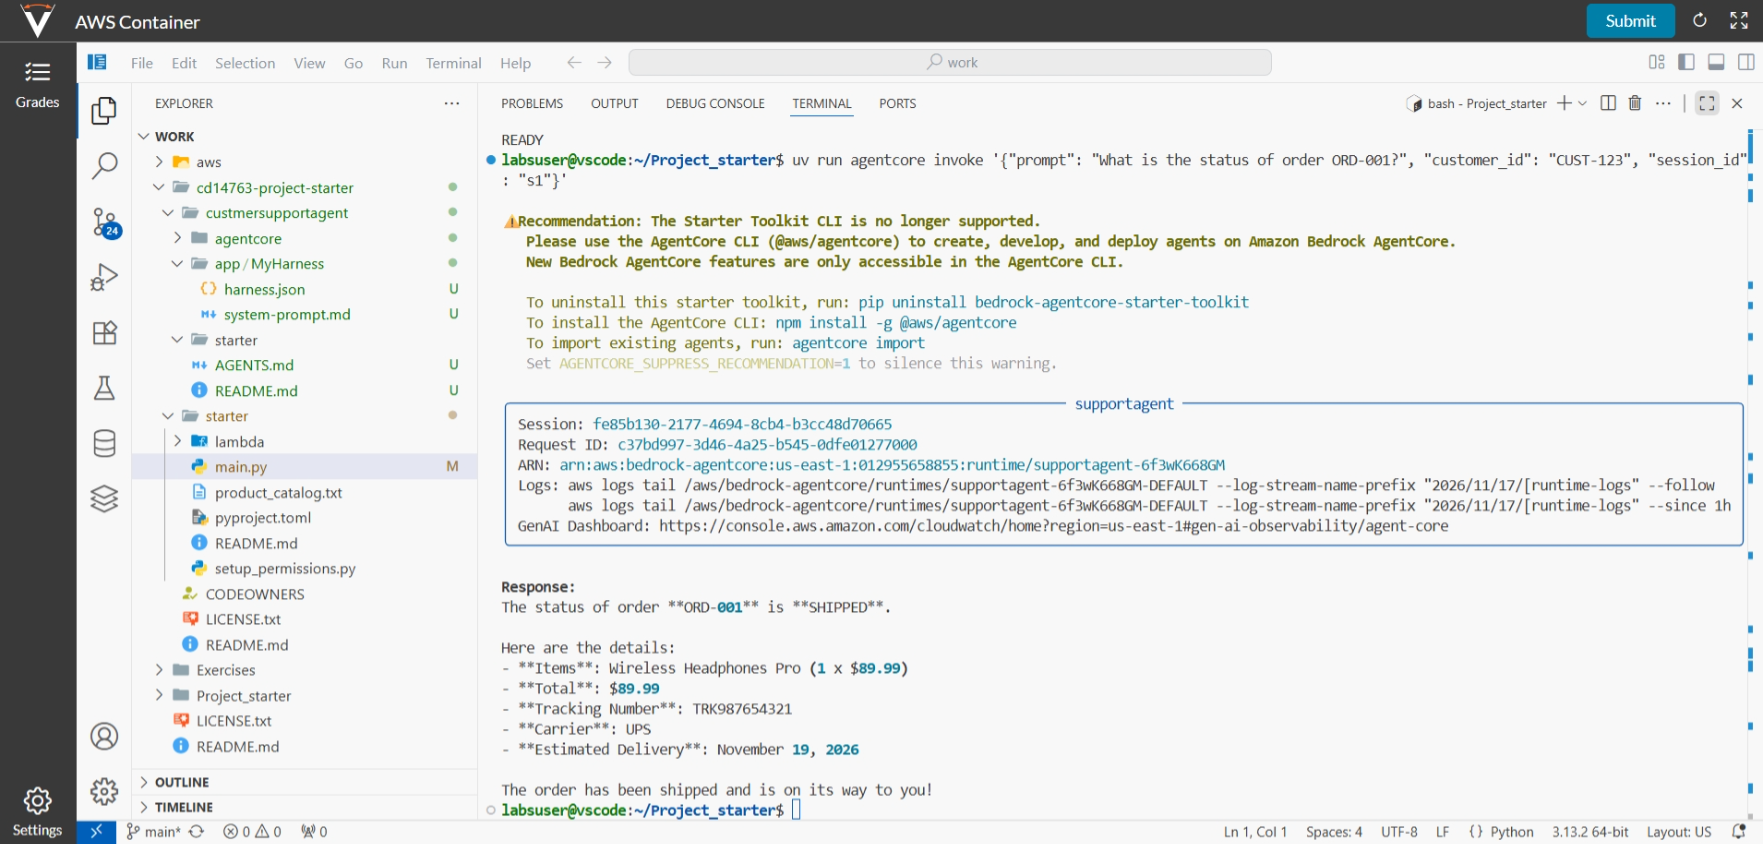 AWS Container
Submit
Grades
File Edit Selection View Go Run Terminal Help
work
EXPLORER
WORK
aws
cd14763-project-starter
custmersupportagent
agentcore
app / MyHarness
{} harness.json U
system-prompt.md U
starter
AGENTS.md U
README.md U
starter
lambda
main.py M
product_catalog.txt
pyproject.toml
README.md
setup_permissions.py
CODEOWNERS
LICENSE.txt
README.md
Exercises
Project_starter
LICENSE.txt
README.md
OUTLINE
TIMELINE
24
Settings
PROBLEMS OUTPUT DEBUG CONSOLE TERMINAL PORTS
bash - Project_starter
READY
labsuser@vscode:~/Project_starter$ uv run agentcore invoke '{"prompt": "What is the status of order ORD-001?", "customer_id": "CUST-123", "session_id"
: "s1"}'
Recommendation: The Starter Toolkit CLI is no longer supported.
Please use the AgentCore CLI (@aws/agentcore) to create, develop, and deploy agents on Amazon Bedrock AgentCore.
New Bedrock AgentCore features are only accessible in the AgentCore CLI.
To uninstall this starter toolkit, run: pip uninstall bedrock-agentcore-starter-toolkit
To install the AgentCore CLI: npm install -g @aws/agentcore
To import existing agents, run: agentcore import
Set AGENTCORE_SUPPRESS_RECOMMENDATION=1 to silence this warning.
supportagent
Session: fe85b130-2177-4694-8cb4-b3cc48d70665
Request ID: c37bd997-3d46-4a25-b545-0dfe01277000
ARN: arn:aws:bedrock-agentcore:us-east-1:012955658855:runtime/supportagent-6f3wK668GM
Logs: aws logs tail /aws/bedrock-agentcore/runtimes/supportagent-6f3wK668GM-DEFAULT --log-stream-name-prefix "2026/11/17/[runtime-logs" --follow
aws logs tail /aws/bedrock-agentcore/runtimes/supportagent-6f3wK668GM-DEFAULT --log-stream-name-prefix "2026/11/17/[runtime-logs" --since 1h
GenAI Dashboard: https://console.aws.amazon.com/cloudwatch/home?region=us-east-1#gen-ai-observability/agent-core
Response:
The status of order **ORD-001** is **SHIPPED**.
Here are the details:
- **Items**: Wireless Headphones Pro (1 x $89.99)
- **Total**: $89.99
- **Tracking Number**: TRK987654321
- **Carrier**: UPS
- **Estimated Delivery**: November 19, 2026
The order has been shipped and is on its way to you!
labsuser@vscode:~/Project_starter$
main* 0 0 0
Ln 1, Col 1 Spaces: 4 UTF-8 LF {} Python 3.13.2 64-bit Layout: US